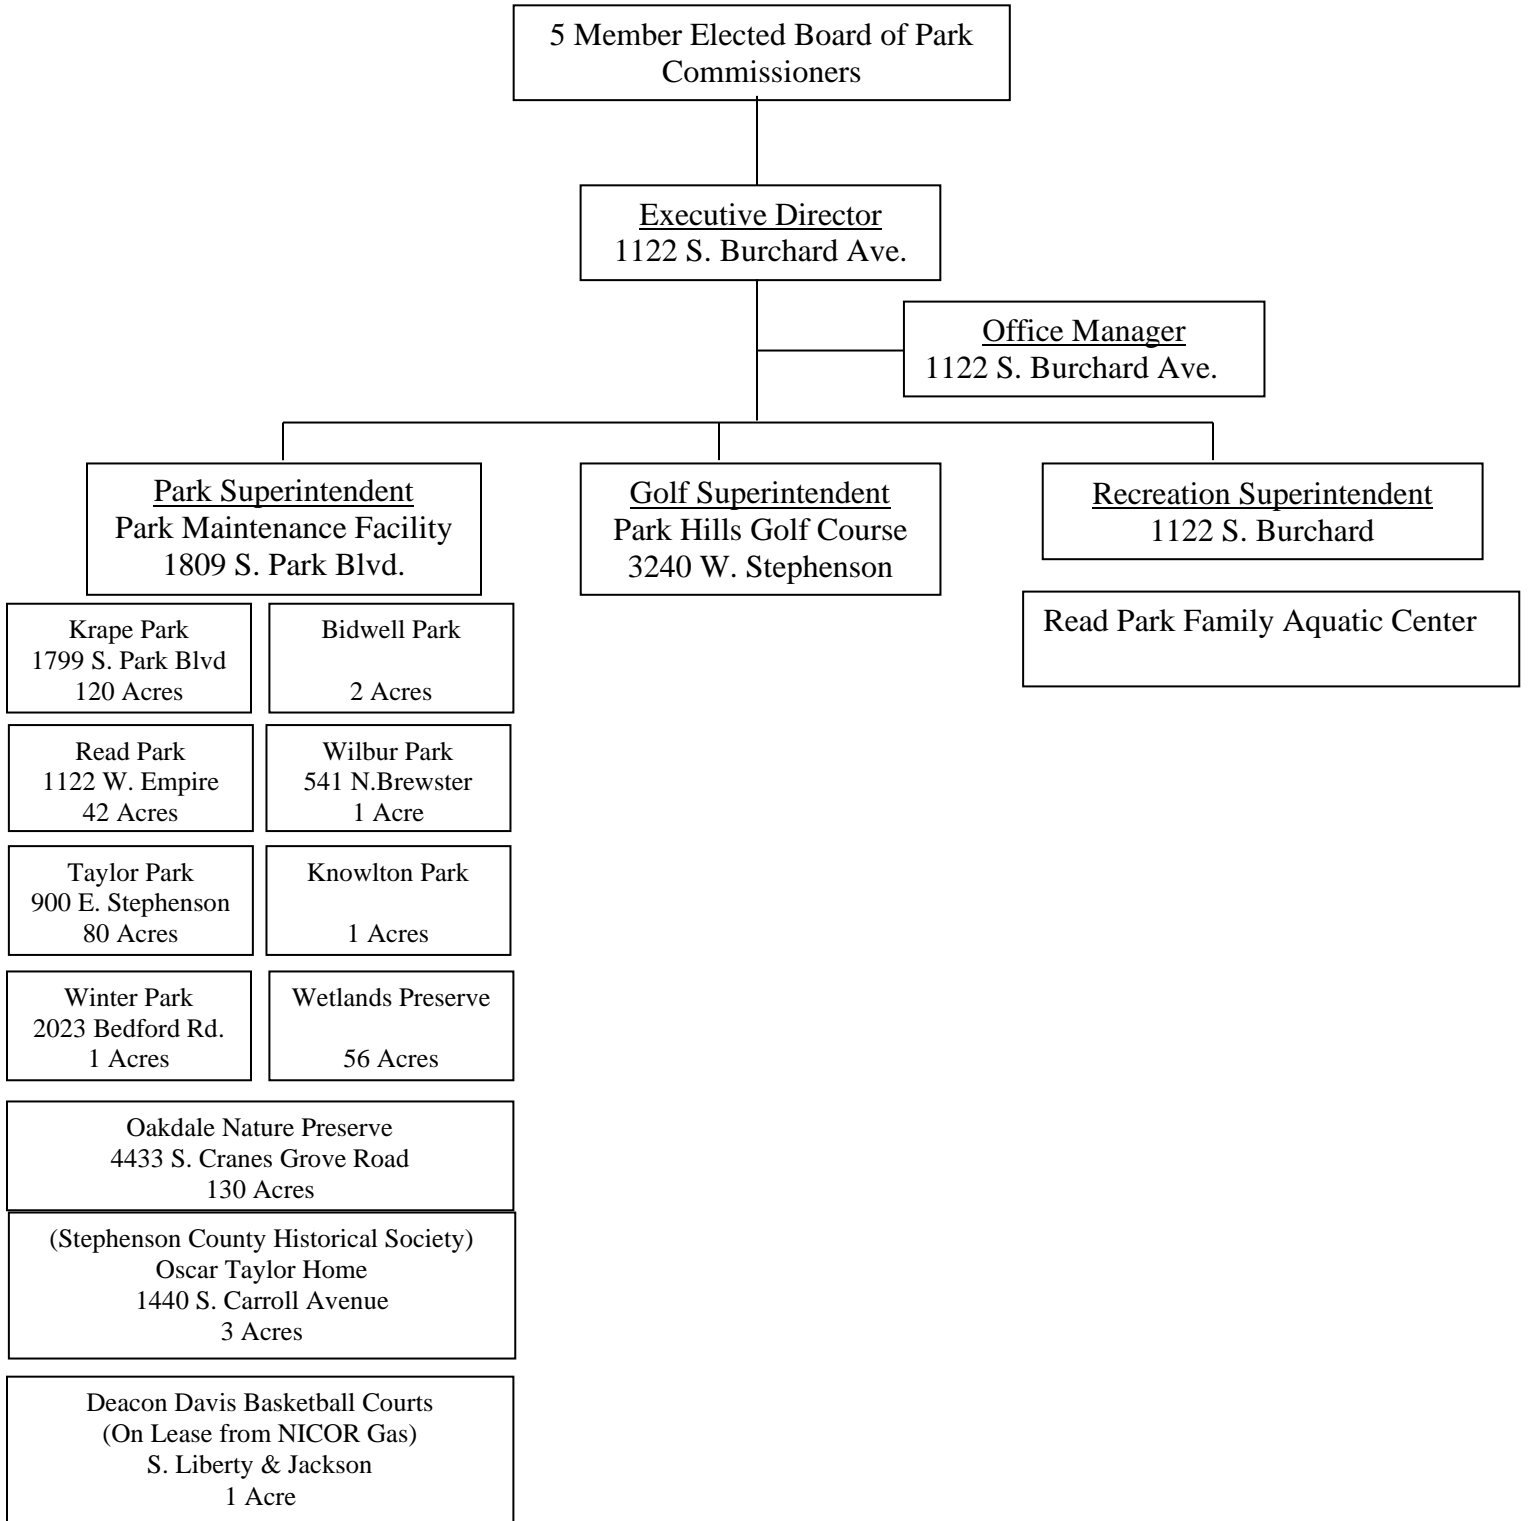 5 Member Elected Board of Park
Commissioners
Executive Director
1122 S. Burchard Ave.
Office Manager
1122 S. Burchard Ave.
Park Superintendent
Park Maintenance Facility
1809 S. Park Blvd.
Golf Superintendent
Park Hills Golf Course
3240 W. Stephenson
Recreation Superintendent
1122 S. Burchard
Read Park Family Aquatic Center
Krape Park
1799 S. Park Blvd
120 Acres
Bidwell Park
2 Acres
Read Park
1122 W. Empire
42 Acres
Wilbur Park
541 N.Brewster
1 Acre
Taylor Park
900 E. Stephenson
80 Acres
Knowlton Park
1 Acres
Winter Park
2023 Bedford Rd.
1 Acres
Wetlands Preserve
56 Acres
Oakdale Nature Preserve
4433 S. Cranes Grove Road
130 Acres
(Stephenson County Historical Society)
Oscar Taylor Home
1440 S. Carroll Avenue
3 Acres
Deacon Davis Basketball Courts
(On Lease from NICOR Gas)
S. Liberty & Jackson
1 Acre